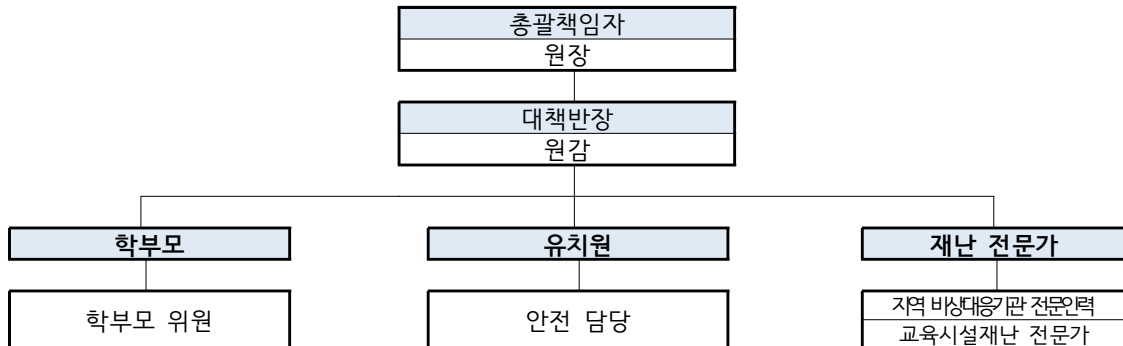 총괄책임자
원장
대책반장
원감
학부모
유치원
재난 전문가
학부모 위원
안전 담당
지역 비상대응기관 전문인력
교육시설재난 전문가